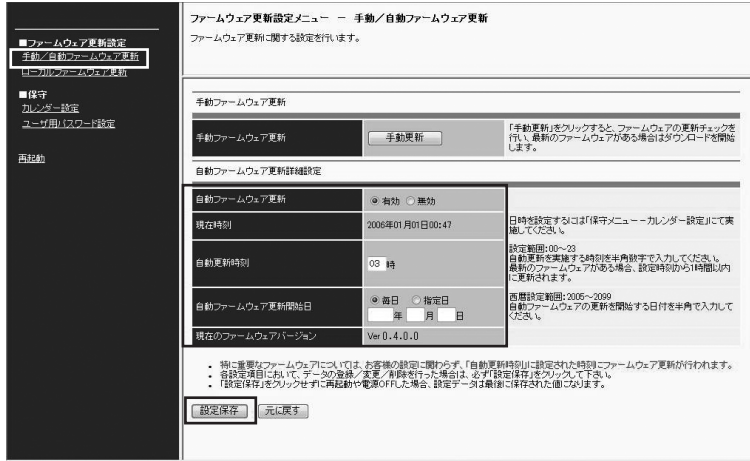 ファームウェア更新設定メニュー － 手動／自動ファームウェア更新
ファームウェア更新に関する設定を行います。
■ファームウェア更新設定
手動／自動ファームウェア更新
ローカルファームウェア更新
■保守
カレンダー設定
ユーザ用パスワード設定
再起動
手動ファームウェア更新
手動ファームウェア更新
手動更新
「手動更新」をクリックすると、ファームウェアの更新チェックを
行い、最新のファームウェアがある場合はダウンロードを開始
します。
自動ファームウェア更新詳細設定
自動ファームウェア更新
有効 無効
現在時刻
2006年01月01日00:47
日時を設定するには「保守メニュー－カレンダー設定」にて実
施してください。
自動更新時刻
03 時
設定範囲:00～23
自動更新を実施する時刻を半角数字で入力してください。
最新のファームウェアがある場合、設定時刻から1時間以内
に更新されます。
自動ファームウェア更新開始日
毎日 指定日
年 月 日
西暦設定範囲:2005～2099
自動ファームウェアの更新を開始する日付を半角で入力して
ください。
現在のファームウェアバージョン
Ver 0.4.0.0
• 特に重要なファームウェアについては、お客様の設定に関わらず、「自動更新時刻」に設定された時刻にファームウェア更新が行われます。
• 各設定項目において、データの登録／変更／削除を行った場合は、必ず「設定保存」をクリックして下さい。
• 「設定保存」をクリックせずに再起動や電源OFFした場合、設定データは最後に保存された値になります。
設定保存 元に戻す